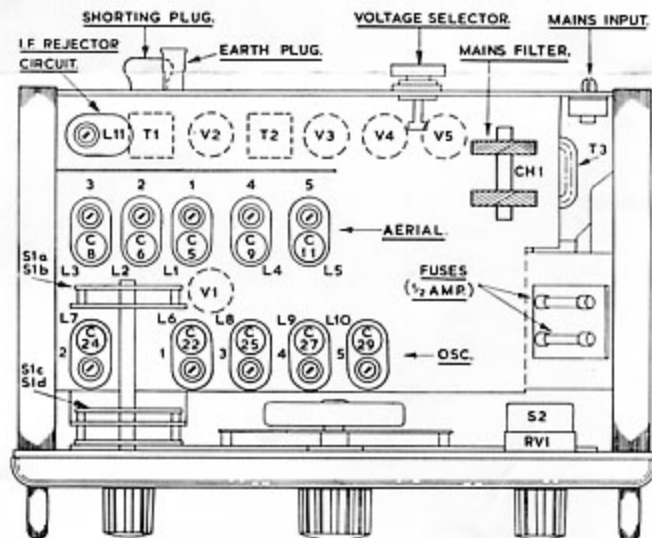 SHORTING PLUG.
VOLTAGE SELECTOR.
MAINS INPUT.
I.F. REJECTOR
CIRCUIT.
EARTH PLUG.
MAINS FILTER.
L11 T1 V2 T2 V3 V4 V5
T3
CH1
3 2 1 4 5
C8 C6 C5 C9 C11
AERIAL.
S1a
S1b
L3 L2 L1 L4 L5
V1
FUSES
(½ AMP.)
L7 L6 L8 L9 L10
C24 C22 C25 C27 C29
2 1 3 4 5
OSC.
S1c
S1d
S2
RV1